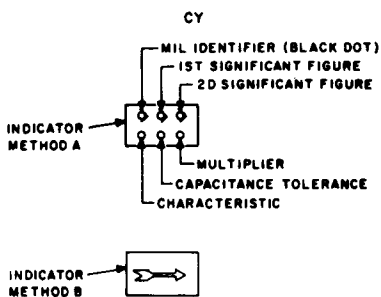 CY
MIL IDENTIFIER (BLACK DOT)
1ST SIGNIFICANT FIGURE
2D SIGNIFICANT FIGURE
INDICATOR
METHOD A
MULTIPLIER
CAPACITANCE TOLERANCE
CHARACTERISTIC
INDICATOR
METHOD B